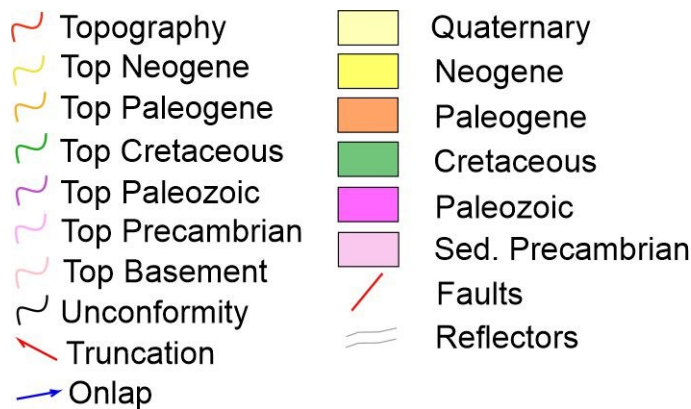 Topography
Top Neogene
Top Paleogene
Top Cretaceous
Top Paleozoic
Top Precambrian
Top Basement
Unconformity
Truncation
Onlap
Quaternary
Neogene
Paleogene
Cretaceous
Paleozoic
Sed. Precambrian
Faults
Reflectors